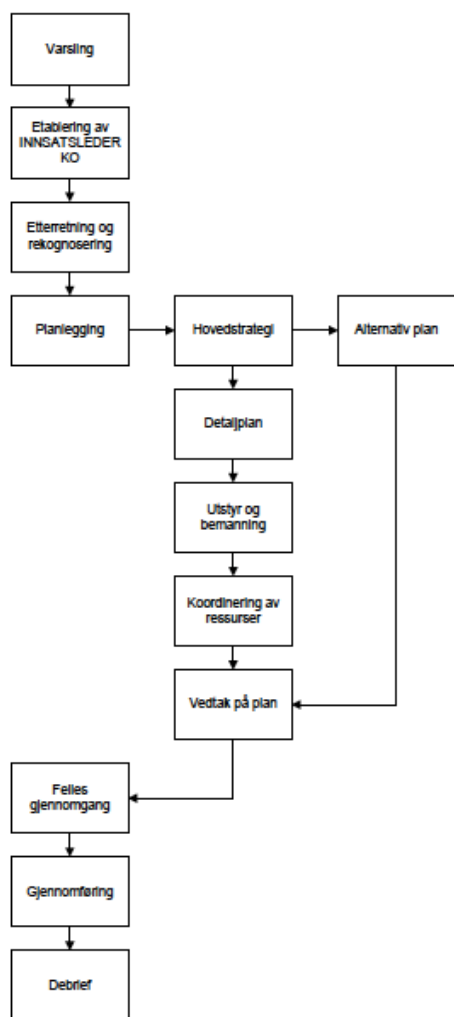 Varsling
Etablering av
INNSATSLEDER
KO
Etterretning og
rekognosering
Planlegging
Hovedstrategi
Alternativ plan
Detaljplan
Utstyr og
bemanning
Koordinering av
ressurser
Vedtak på plan
Felles
gjennomgang
Gjennomføring
Debrief